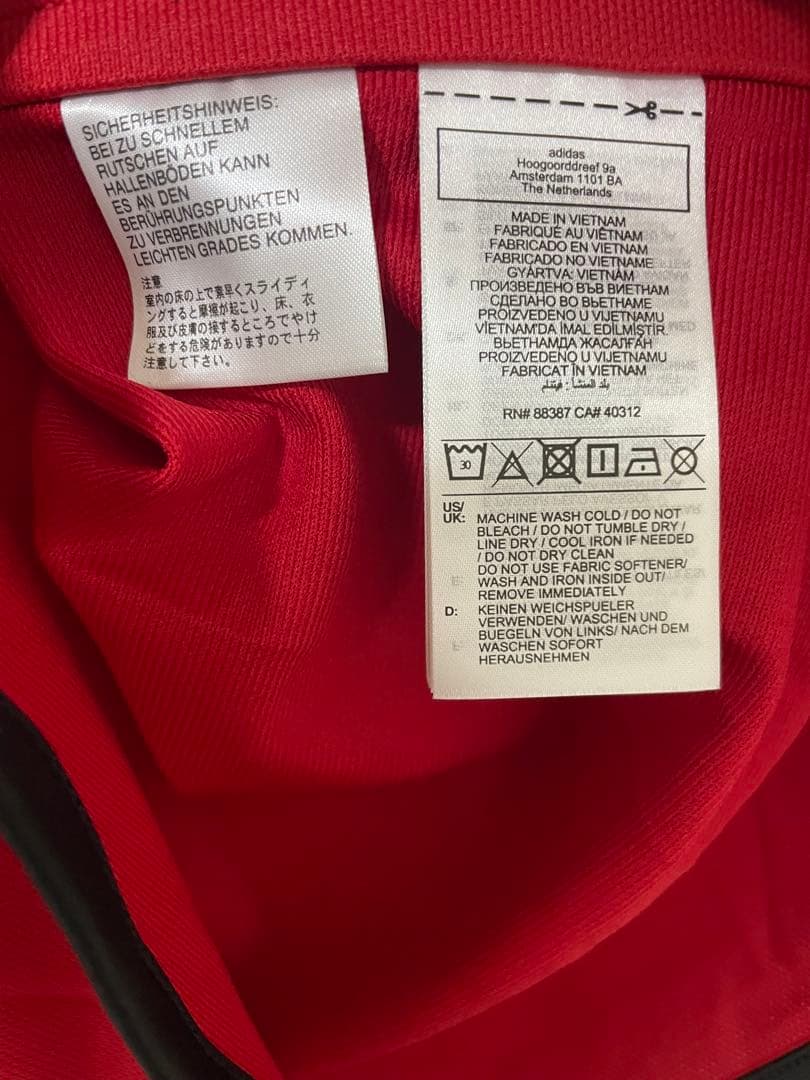 SICHERHEITSHINWEIS:
BEI ZU SCHNELLEM
RUTSCHEN AUF
HALLENBÖDEN KANN
ES AN DEN
BERÜHRUNGSPUNKTEN
ZU VERBRENNUNGEN
LEICHTEN GRADES KOMMEN.
注意
室内の床の上で素早くスライディ
ングすると摩擦が起こり、床、衣
服及び皮膚の接するところでやけ
どをする危険がありますので十分
注意して下さい。
adidas
Hoogoorddreef 9a
Amsterdam 1101 BA
The Netherlands
MADE IN VIETNAM
FABRIQUÉ AU VIÊTNAM
FABRICADO EN VIETNAM
FABRICADO NO VIETNAME
GYÁRTVA: VIETNÁM
ПРОИЗВЕДЕНО ВЪВ ВИЕТНАМ
СДЕЛАНО ВО ВЬЕТНАМЕ
PROIZVEDENO U VIJETNAMU
VİETNAM'DA İMAL EDİLMİŞTİR.
ВЬЕТНАМДА ЖАСАЛҒАН
PROIZVEDENO U VIJETNAMU
FABRICAT ÎN VIETNAM
بلد المنشأ : فيتنام
RN# 88387 CA# 40312
30
US/
UK: MACHINE WASH COLD / DO NOT
BLEACH / DO NOT TUMBLE DRY /
LINE DRY / COOL IRON IF NEEDED
/ DO NOT DRY CLEAN
DO NOT USE FABRIC SOFTENER/
WASH AND IRON INSIDE OUT/
REMOVE IMMEDIATELY
D: KEINEN WEICHSPUELER
VERWENDEN/ WASCHEN UND
BUEGELN VON LINKS/ NACH DEM
WASCHEN SOFORT
HERAUSNEHMEN